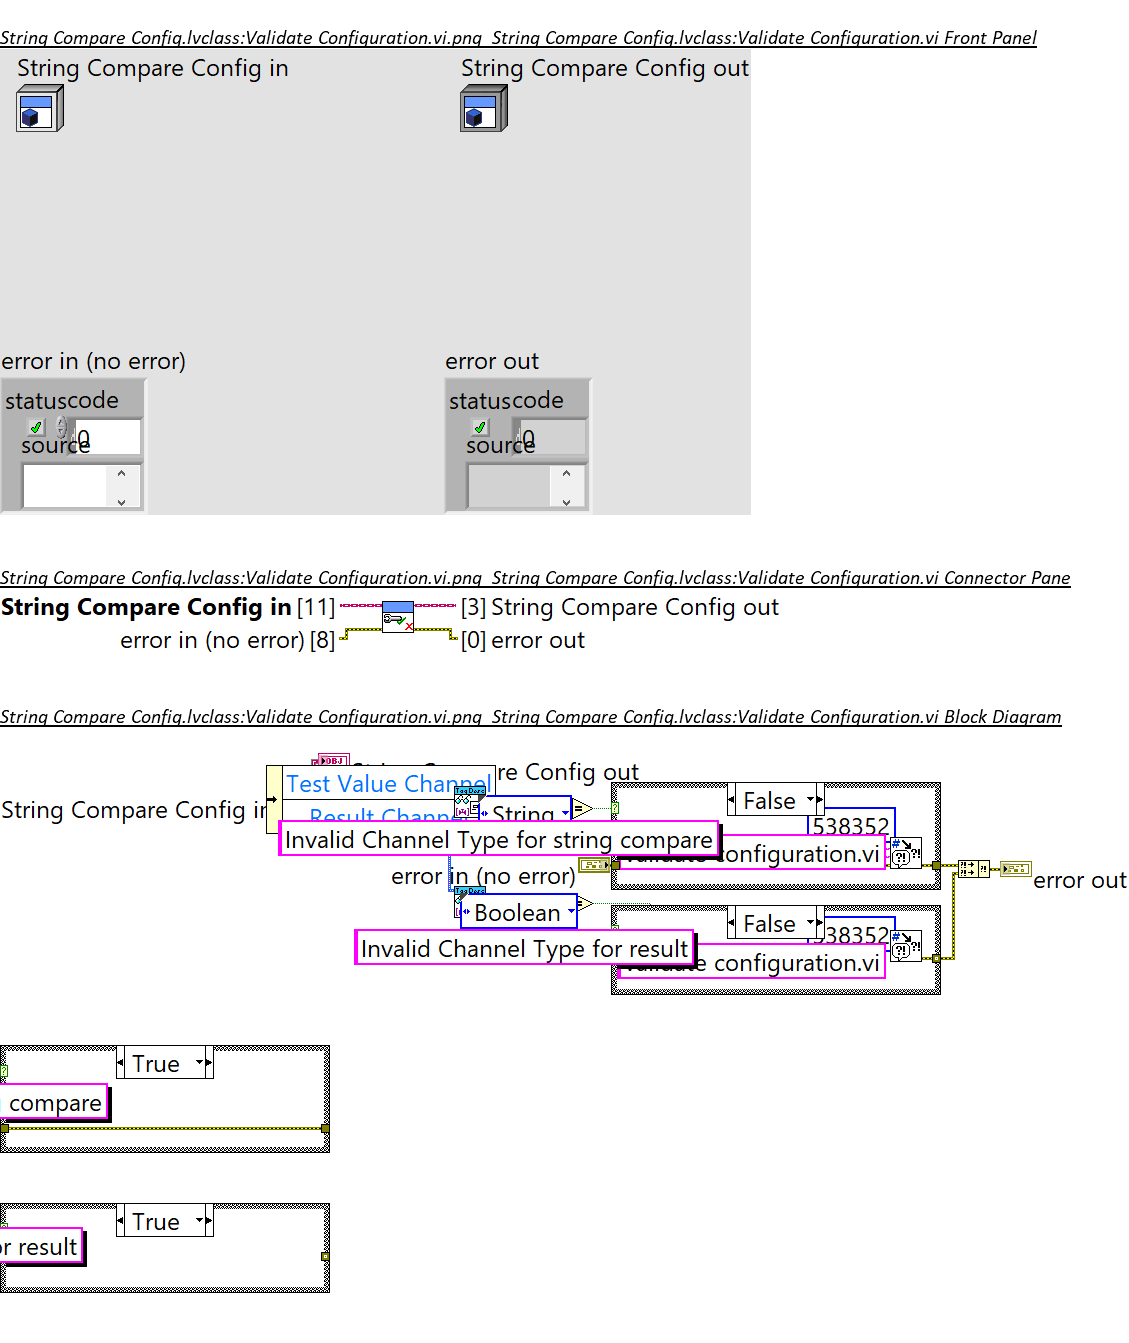 String Compare Config.lvclass:Validate Configuration.vi.png String Compare Config.lvclass:Validate Configuration.vi Front Panel
String Compare Config in
String Compare Config out
error in (no error)
error out
status code
0
source
status code
0
source
String Compare Config.lvclass:Validate Configuration.vi.png String Compare Config.lvclass:Validate Configuration.vi Connector Pane
String Compare Config in [11]
[3] String Compare Config out
error in (no error) [8]
[0] error out
String Compare Config.lvclass:Validate Configuration.vi.png String Compare Config.lvclass:Validate Configuration.vi Block Diagram
OBJ
re Config out
Test Value Channel
String Compare Config in
Result Chann
String
False
538352
Invalid Channel Type for string compare
configuration.vi
error in (no error)
error out
Boolean
False
538352
Invalid Channel Type for result
configuration.vi
True
compare
True
or result